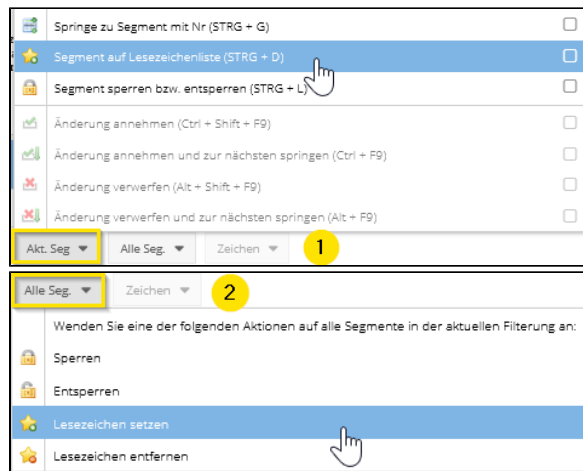 Springe zu Segment mit Nr (STRG + G)
Segment auf Lesezeichenliste (STRG + D)
Segment sperren bzw. entsperren (STRG + L)
Änderung annehmen (Ctrl + Shift + F9)
Änderung annehmen und zur nächsten springen (Ctrl + F9)
Änderung verwerfen (Alt + Shift + F9)
Änderung verwerfen und zur nächsten springen (Alt + F9)
Akt. Seg Alle Seg. Zeichen 1
Alle Seg. Zeichen 2
Wenden Sie eine der folgenden Aktionen auf alle Segmente in der aktuellen Filterung an:
Sperren
Entsperren
Lesezeichen setzen
Lesezeichen entfernen